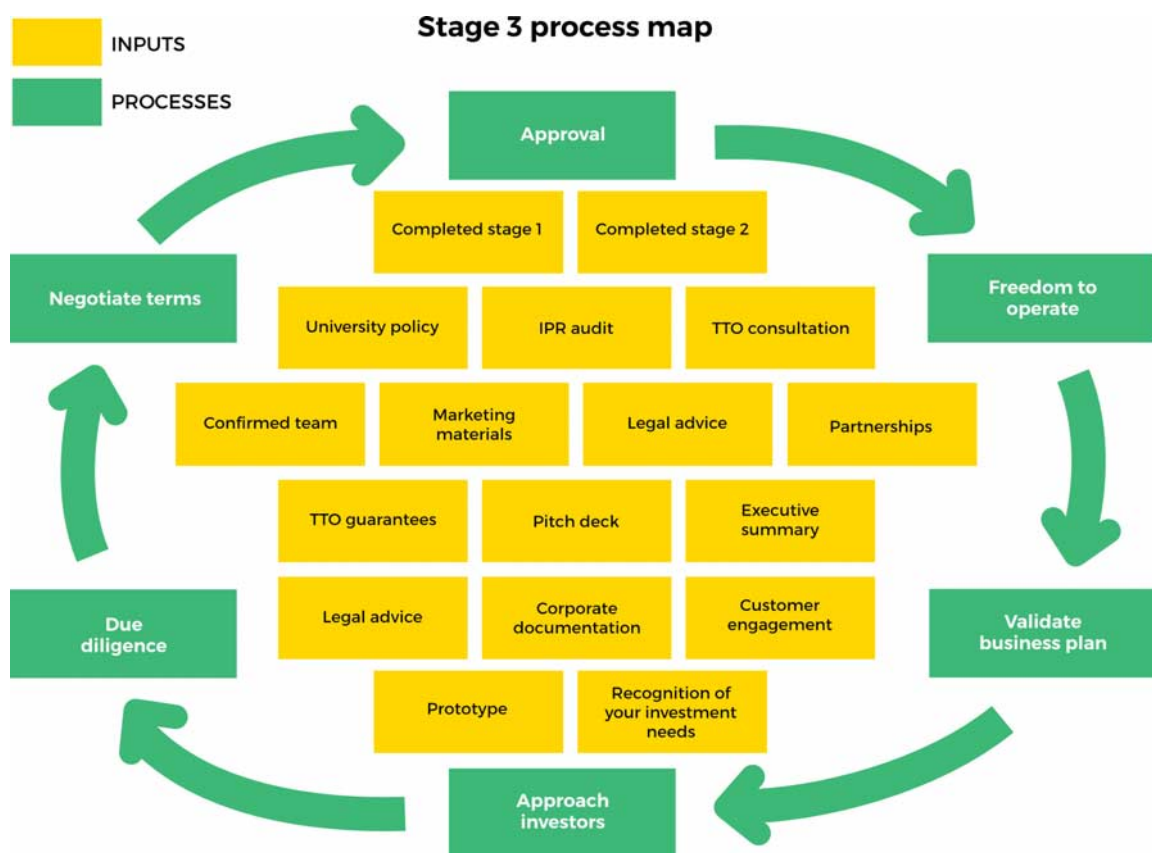 Stage 3 process map
INPUTS
PROCESSES
Approval
Completed stage 1
Completed stage 2
Negotiate terms
Freedom to
operate
University policy
IPR audit
TTO consultation
Confirmed team
Marketing
materials
Legal advice
Partnerships
TTO guarantees
Pitch deck
Executive
summary
Due
diligence
Legal advice
Corporate
documentation
Customer
engagement
Validate
business plan
Prototype
Recognition of
your investment
needs
Approach
investors